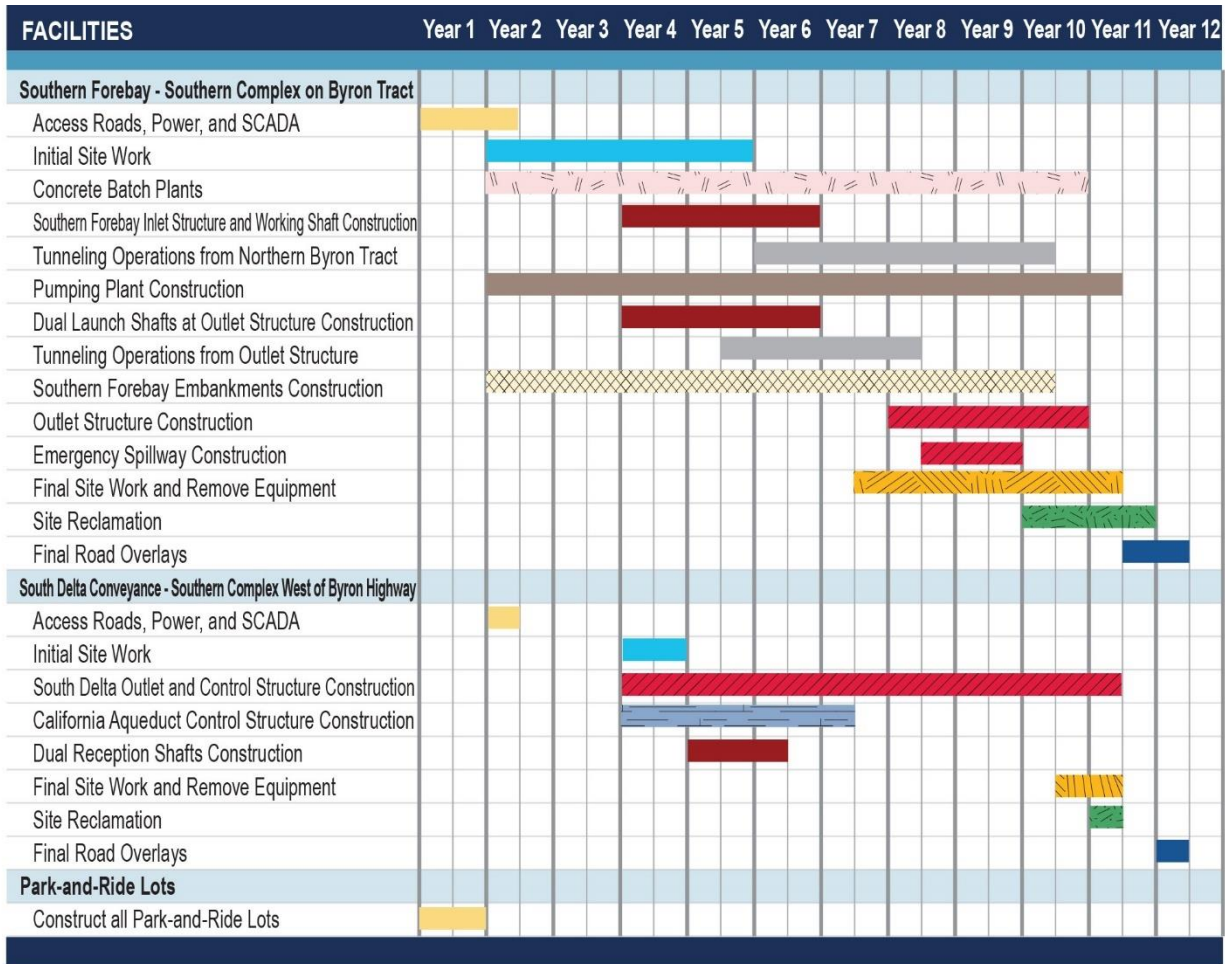 FACILITIES Year 1 Year 2 Year 3 Year 4 Year 5 Year 6 Year 7 Year 8 Year 9 Year 10 Year 11 Year 12
Southern Forebay - Southern Complex on Byron Tract
Access Roads, Power, and SCADA
Initial Site Work
Concrete Batch Plants
Southern Forebay Inlet Structure and Working Shaft Construction
Tunneling Operations from Northern Byron Tract
Pumping Plant Construction
Dual Launch Shafts at Outlet Structure Construction
Tunneling Operations from Outlet Structure
Southern Forebay Embankments Construction
Outlet Structure Construction
Emergency Spillway Construction
Final Site Work and Remove Equipment
Site Reclamation
Final Road Overlays
South Delta Conveyance - Southern Complex West of Byron Highway
Access Roads, Power, and SCADA
Initial Site Work
South Delta Outlet and Control Structure Construction
California Aqueduct Control Structure Construction
Dual Reception Shafts Construction
Final Site Work and Remove Equipment
Site Reclamation
Final Road Overlays
Park-and-Ride Lots
Construct all Park-and-Ride Lots